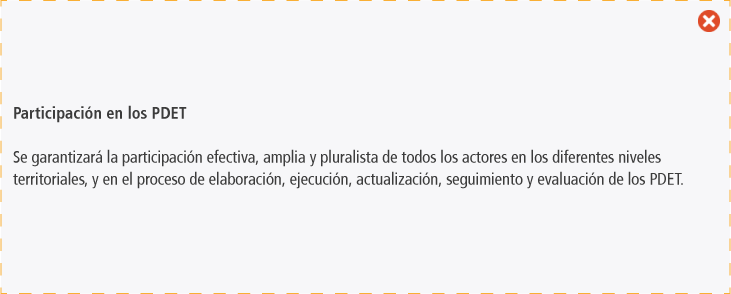 Participación en los PDET
Se garantizará la participación efectiva, amplia y pluralista de todos los actores en los diferentes niveles
territoriales, y en el proceso de elaboración, ejecución, actualización, seguimiento y evaluación de los PDET.